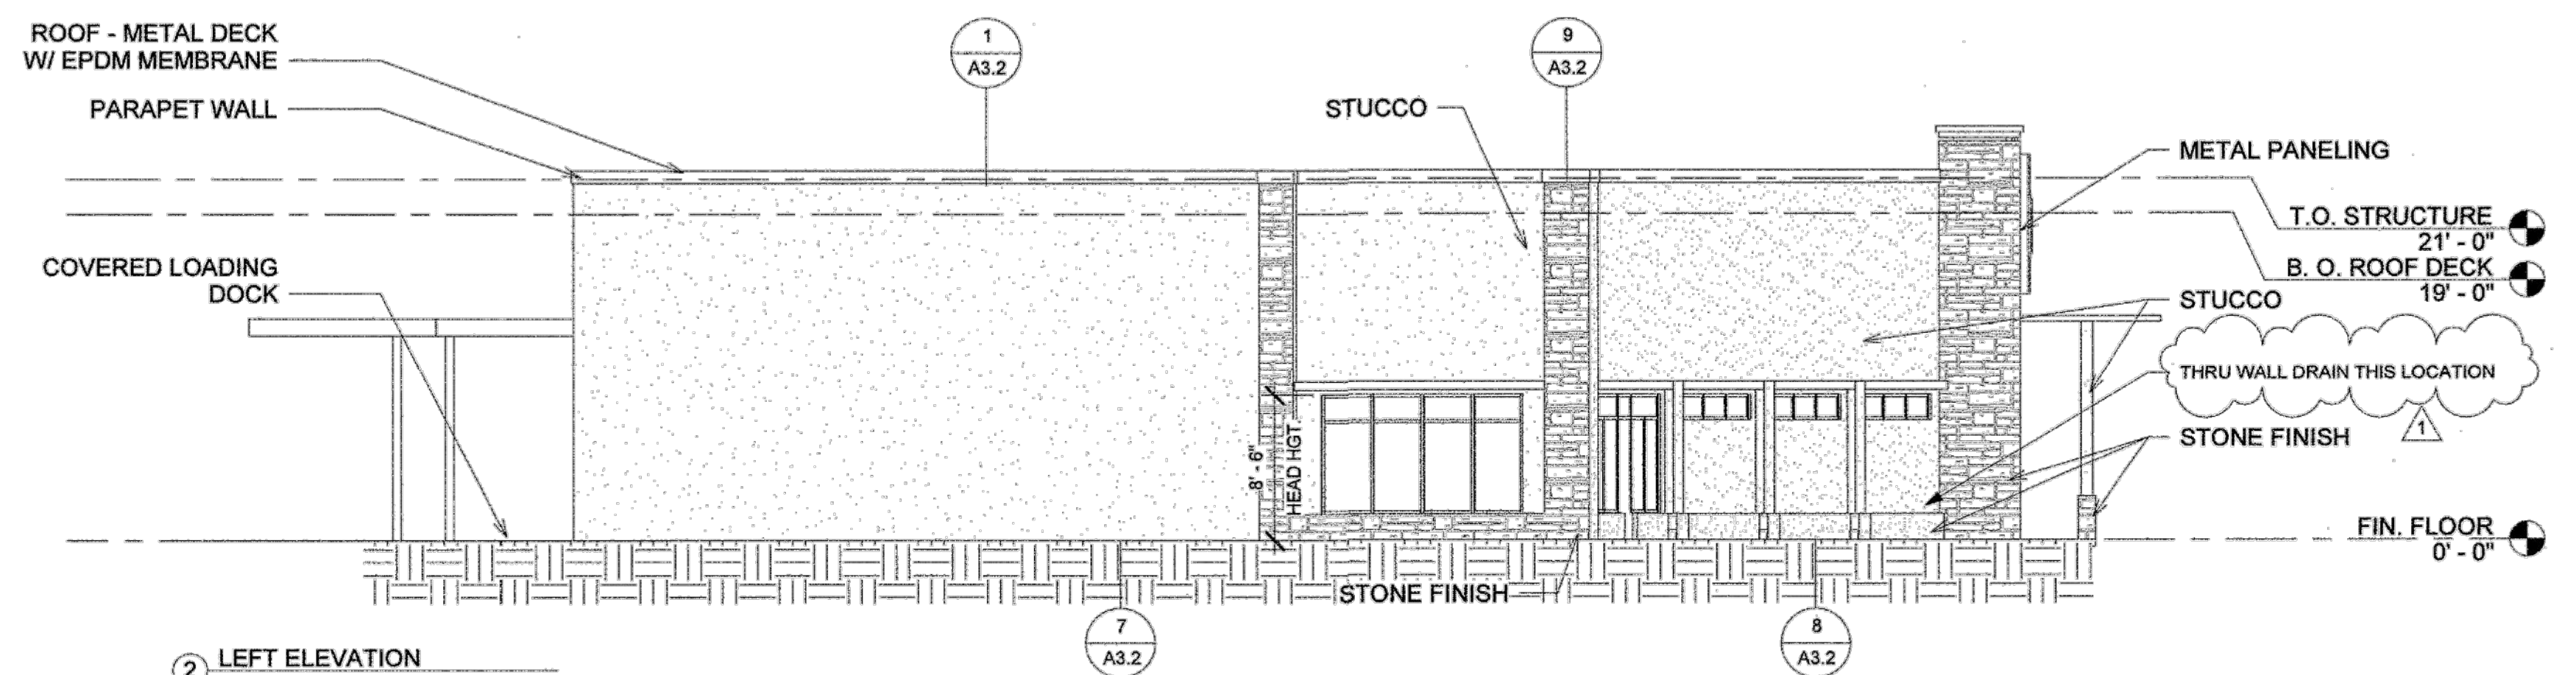 ROOF - METAL DECK
W/ EPDM MEMBRANE
PARAPET WALL
COVERED LOADING
DOCK
1
A3.2
9
A3.2
STUCCO
METAL PANELING
T.O. STRUCTURE
21' - 0"
B. O. ROOF DECK
19' - 0"
STUCCO
THRU WALL DRAIN THIS LOCATION
1
STONE FINISH
FIN. FLOOR
0' - 0"
8' - 6"
HEAD HGT
STONE FINISH
7
A3.2
8
A3.2
2
LEFT ELEVATION